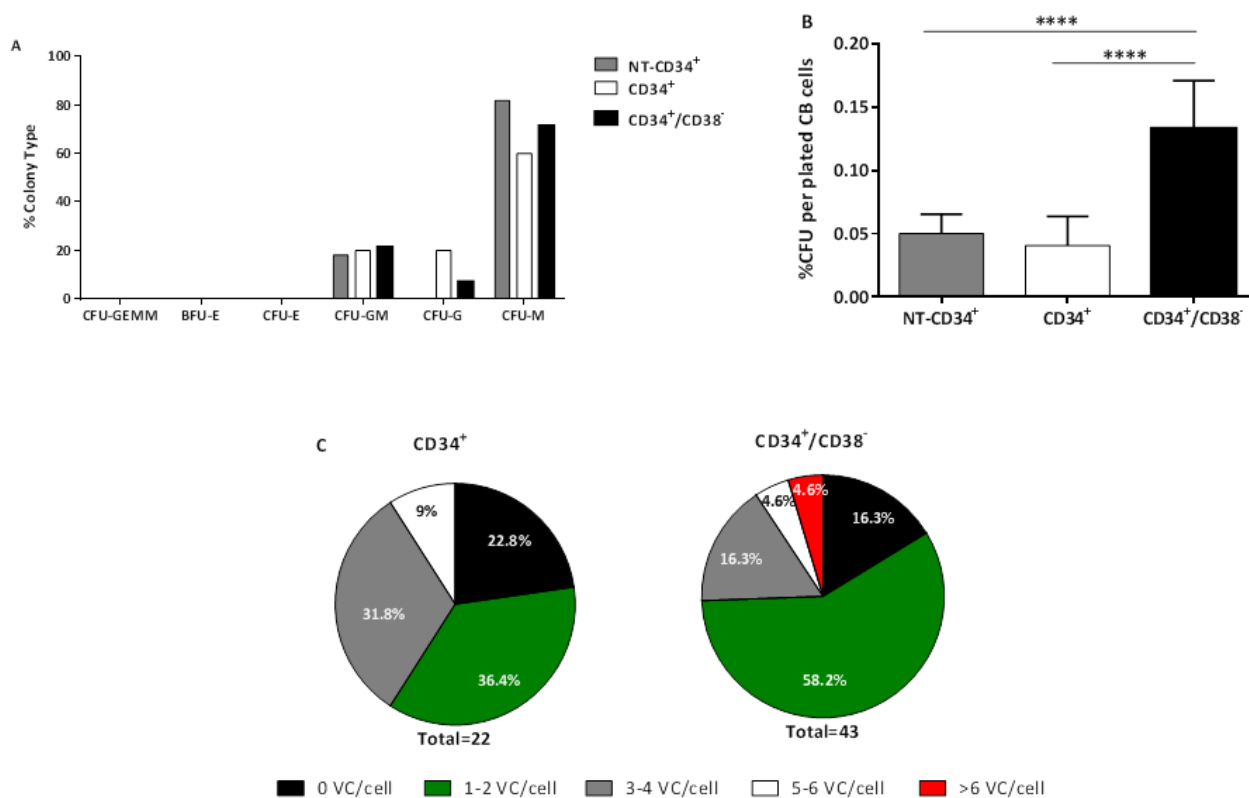 A
100
80
60
40
20
0
% Colony Type
CFU-GEMM BFU-E CFU-E CFU-GM CFU-G CFU-M
NT-CD34⁺
CD34⁺
CD34⁺/CD38⁻
B
**** 
****
0.20
0.15
0.10
0.05
0.00
%CFU per plated CB cells
NT-CD34⁺ CD34⁺ CD34⁺/CD38⁻
C
CD34⁺
9%
22.8%
31.8%
36.4%
Total=22
CD34⁺/CD38⁻
4.6%
4.6%
16.3%
16.3%
58.2%
Total=43
0 VC/cell 1-2 VC/cell 3-4 VC/cell 5-6 VC/cell >6 VC/cell